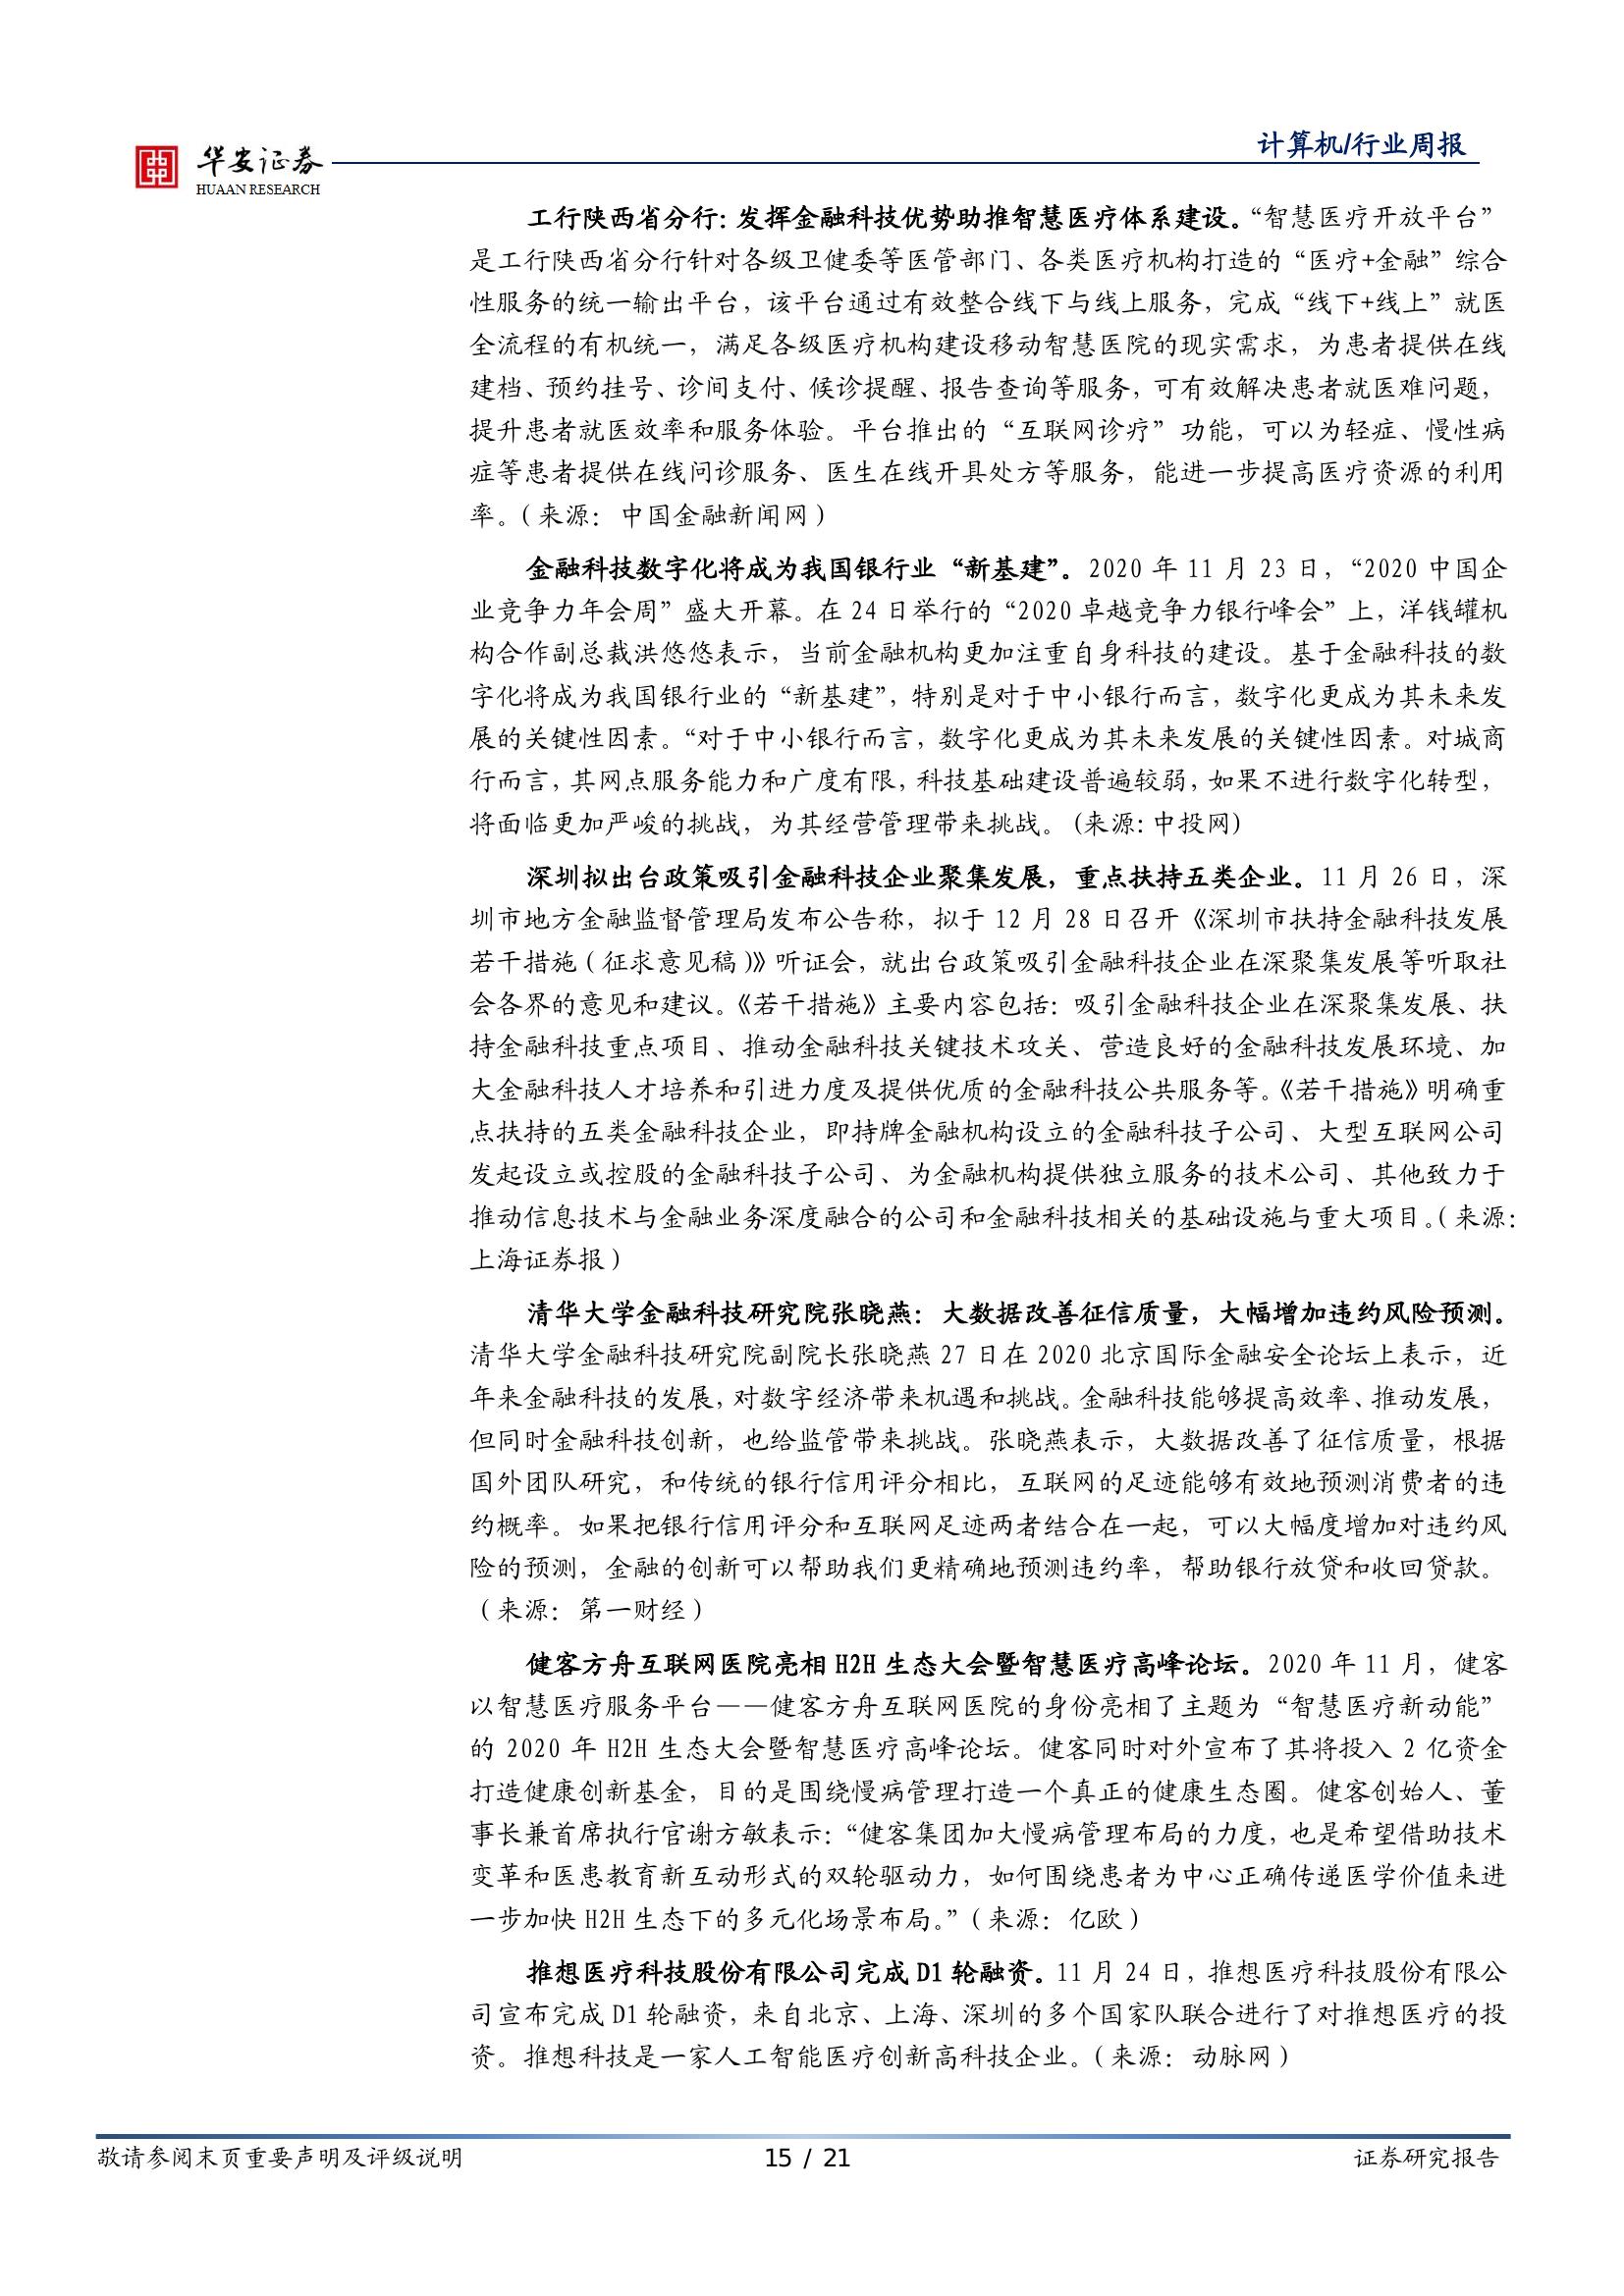 华安证券
HUAAN RESEARCH
计算机/行业周报
工行陕西省分行：发挥金融科技优势助推智慧医疗体系建设。“智慧医疗开放平台”
是工行陕西省分行针对各级卫健委等医管部门、各类医疗机构打造的“医疗+金融”综合
性服务的统一输出平台，该平台通过有效整合线下与线上服务，完成“线下+线上”就医
全流程的有机统一，满足各级医疗机构建设移动智慧医院的现实需求，为患者提供在线
建档、预约挂号、诊间支付、候诊提醒、报告查询等服务，可有效解决患者就医难问题，
提升患者就医效率和服务体验。平台推出的“互联网诊疗”功能，可以为轻症、慢性病
症等患者提供在线问诊服务、医生在线开具处方等服务，能进一步提高医疗资源的利用
率。（来源：中国金融新闻网）
金融科技数字化将成为我国银行业“新基建”。2020 年 11 月 23 日，“2020 中国企
业竞争力年会周”盛大开幕。在 24 日举行的“2020 卓越竞争力银行峰会”上，洋钱罐机
构合作副总裁洪悠悠表示，当前金融机构更加注重自身科技的建设。基于金融科技的数
字化将成为我国银行业的“新基建”，特别是对于中小银行而言，数字化更成为其未来发
展的关键性因素。“对于中小银行而言，数字化更成为其未来发展的关键性因素。对城商
行而言，其网点服务能力和广度有限，科技基础建设普遍较弱，如果不进行数字化转型，
将面临更加严峻的挑战，为其经营管理带来挑战。(来源：中投网)
深圳拟出台政策吸引金融科技企业聚集发展，重点扶持五类企业。11 月 26 日，深
圳市地方金融监督管理局发布公告称，拟于 12 月 28 日召开《深圳市扶持金融科技发展
若干措施（征求意见稿）》听证会，就出台政策吸引金融科技企业在深聚集发展等听取社
会各界的意见和建议。《若干措施》主要内容包括：吸引金融科技企业在深聚集发展、扶
持金融科技重点项目、推动金融科技关键技术攻关、营造良好的金融科技发展环境、加
大金融科技人才培养和引进力度及提供优质的金融科技公共服务等。《若干措施》明确重
点扶持的五类金融科技企业，即持牌金融机构设立的金融科技子公司、大型互联网公司
发起设立或控股的金融科技子公司、为金融机构提供独立服务的技术公司、其他致力于
推动信息技术与金融业务深度融合的公司和金融科技相关的基础设施与重大项目。（来源：
上海证券报）
清华大学金融科技研究院张晓燕：大数据改善征信质量，大幅增加违约风险预测。
清华大学金融科技研究院副院长张晓燕 27 日在 2020 北京国际金融安全论坛上表示，近
年来金融科技的发展，对数字经济带来机遇和挑战。金融科技能够提高效率、推动发展，
但同时金融科技创新，也给监管带来挑战。张晓燕表示，大数据改善了征信质量，根据
国外团队研究，和传统的银行信用评分相比，互联网的足迹能够有效地预测消费者的违
约概率。如果把银行信用评分和互联网足迹两者结合在一起，可以大幅度增加对违约风
险的预测，金融的创新可以帮助我们更精确地预测违约率，帮助银行放贷和收回贷款。
（来源：第一财经）
健客方舟互联网医院亮相 H2H 生态大会暨智慧医疗高峰论坛。2020 年 11 月，健客
以智慧医疗服务平台——健客方舟互联网医院的身份亮相了主题为“智慧医疗新动能”
的 2020 年 H2H 生态大会暨智慧医疗高峰论坛。健客同时对外宣布了其将投入 2 亿资金
打造健康创新基金，目的是围绕慢病管理打造一个真正的健康生态圈。健客创始人、董
事长兼首席执行官谢方敏表示：“健客集团加大慢病管理布局的力度，也是希望借助技术
变革和医患教育新互动形式的双轮驱动力，如何围绕患者为中心正确传递医学价值来进
一步加快 H2H 生态下的多元化场景布局。”（来源：亿欧）
推想医疗科技股份有限公司完成 D1 轮融资。11 月 24 日，推想医疗科技股份有限公
司宣布完成 D1 轮融资，来自北京、上海、深圳的多个国家队联合进行了对推想医疗的投
资。推想科技是一家人工智能医疗创新高科技企业。（来源：动脉网）
敬请参阅末页重要声明及评级说明
15 / 21
证券研究报告